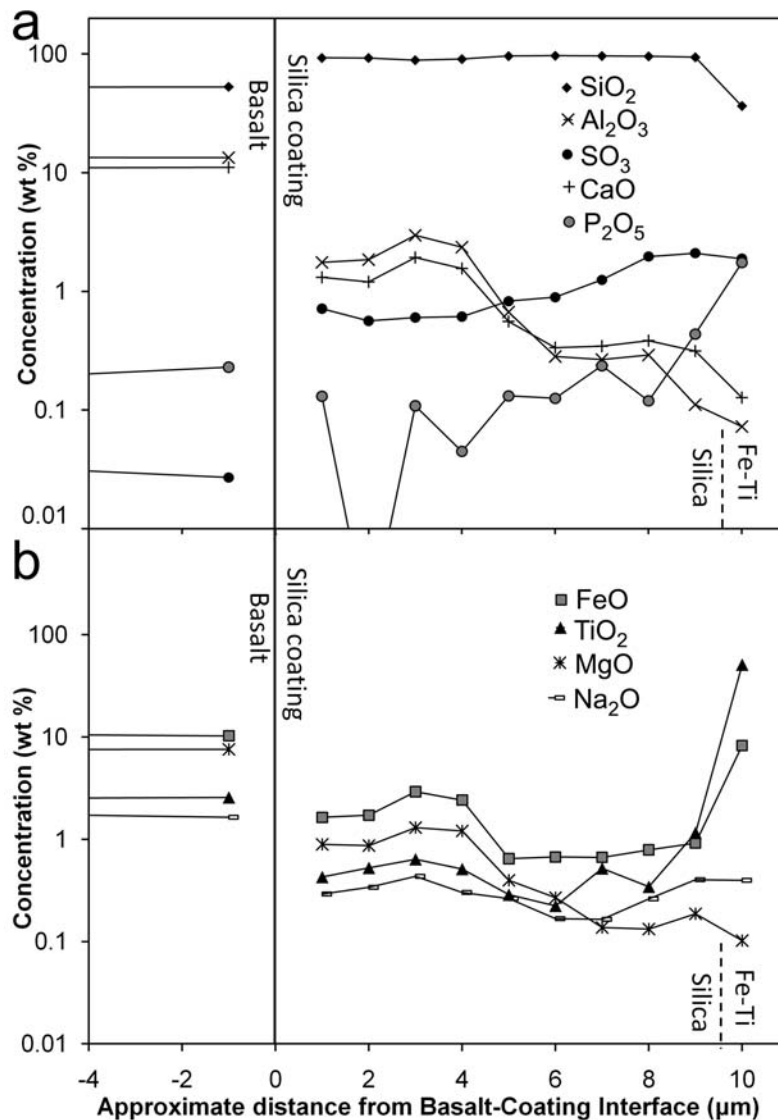 a
100
10
1
0.1
0.01
Concentration (wt %)
Basalt
Silica coating
SiO₂
Al₂O₃
SO₃
CaO
P₂O₅
Silica
Fe-Ti
b
100
10
1
0.1
0.01
Concentration (wt %)
Basalt
Silica coating
FeO
TiO₂
MgO
Na₂O
Silica
Fe-Ti
-4 -2 0 2 4 6 8 10
Approximate distance from Basalt-Coating Interface (μm)